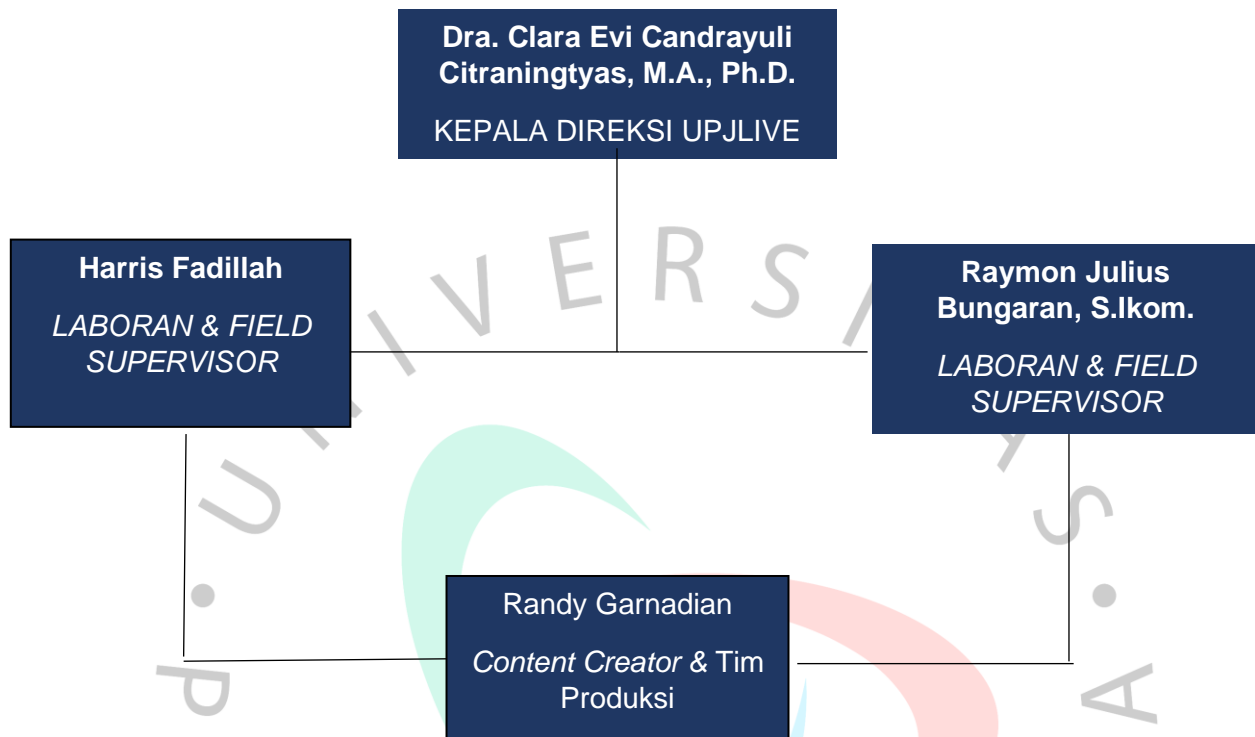 Dra. Clara Evi Candrayuli
Citraningtyas, M.A., Ph.D.
KEPALA DIREKSI UPJLIVE
Harris Fadillah
LABORAN & FIELD
SUPERVISOR
Raymon Julius
Bungaran, S.Ikom.
LABORAN & FIELD
SUPERVISOR
Randy Garnadian
Content Creator & Tim
Produksi
P • UNIVERSITAS • A